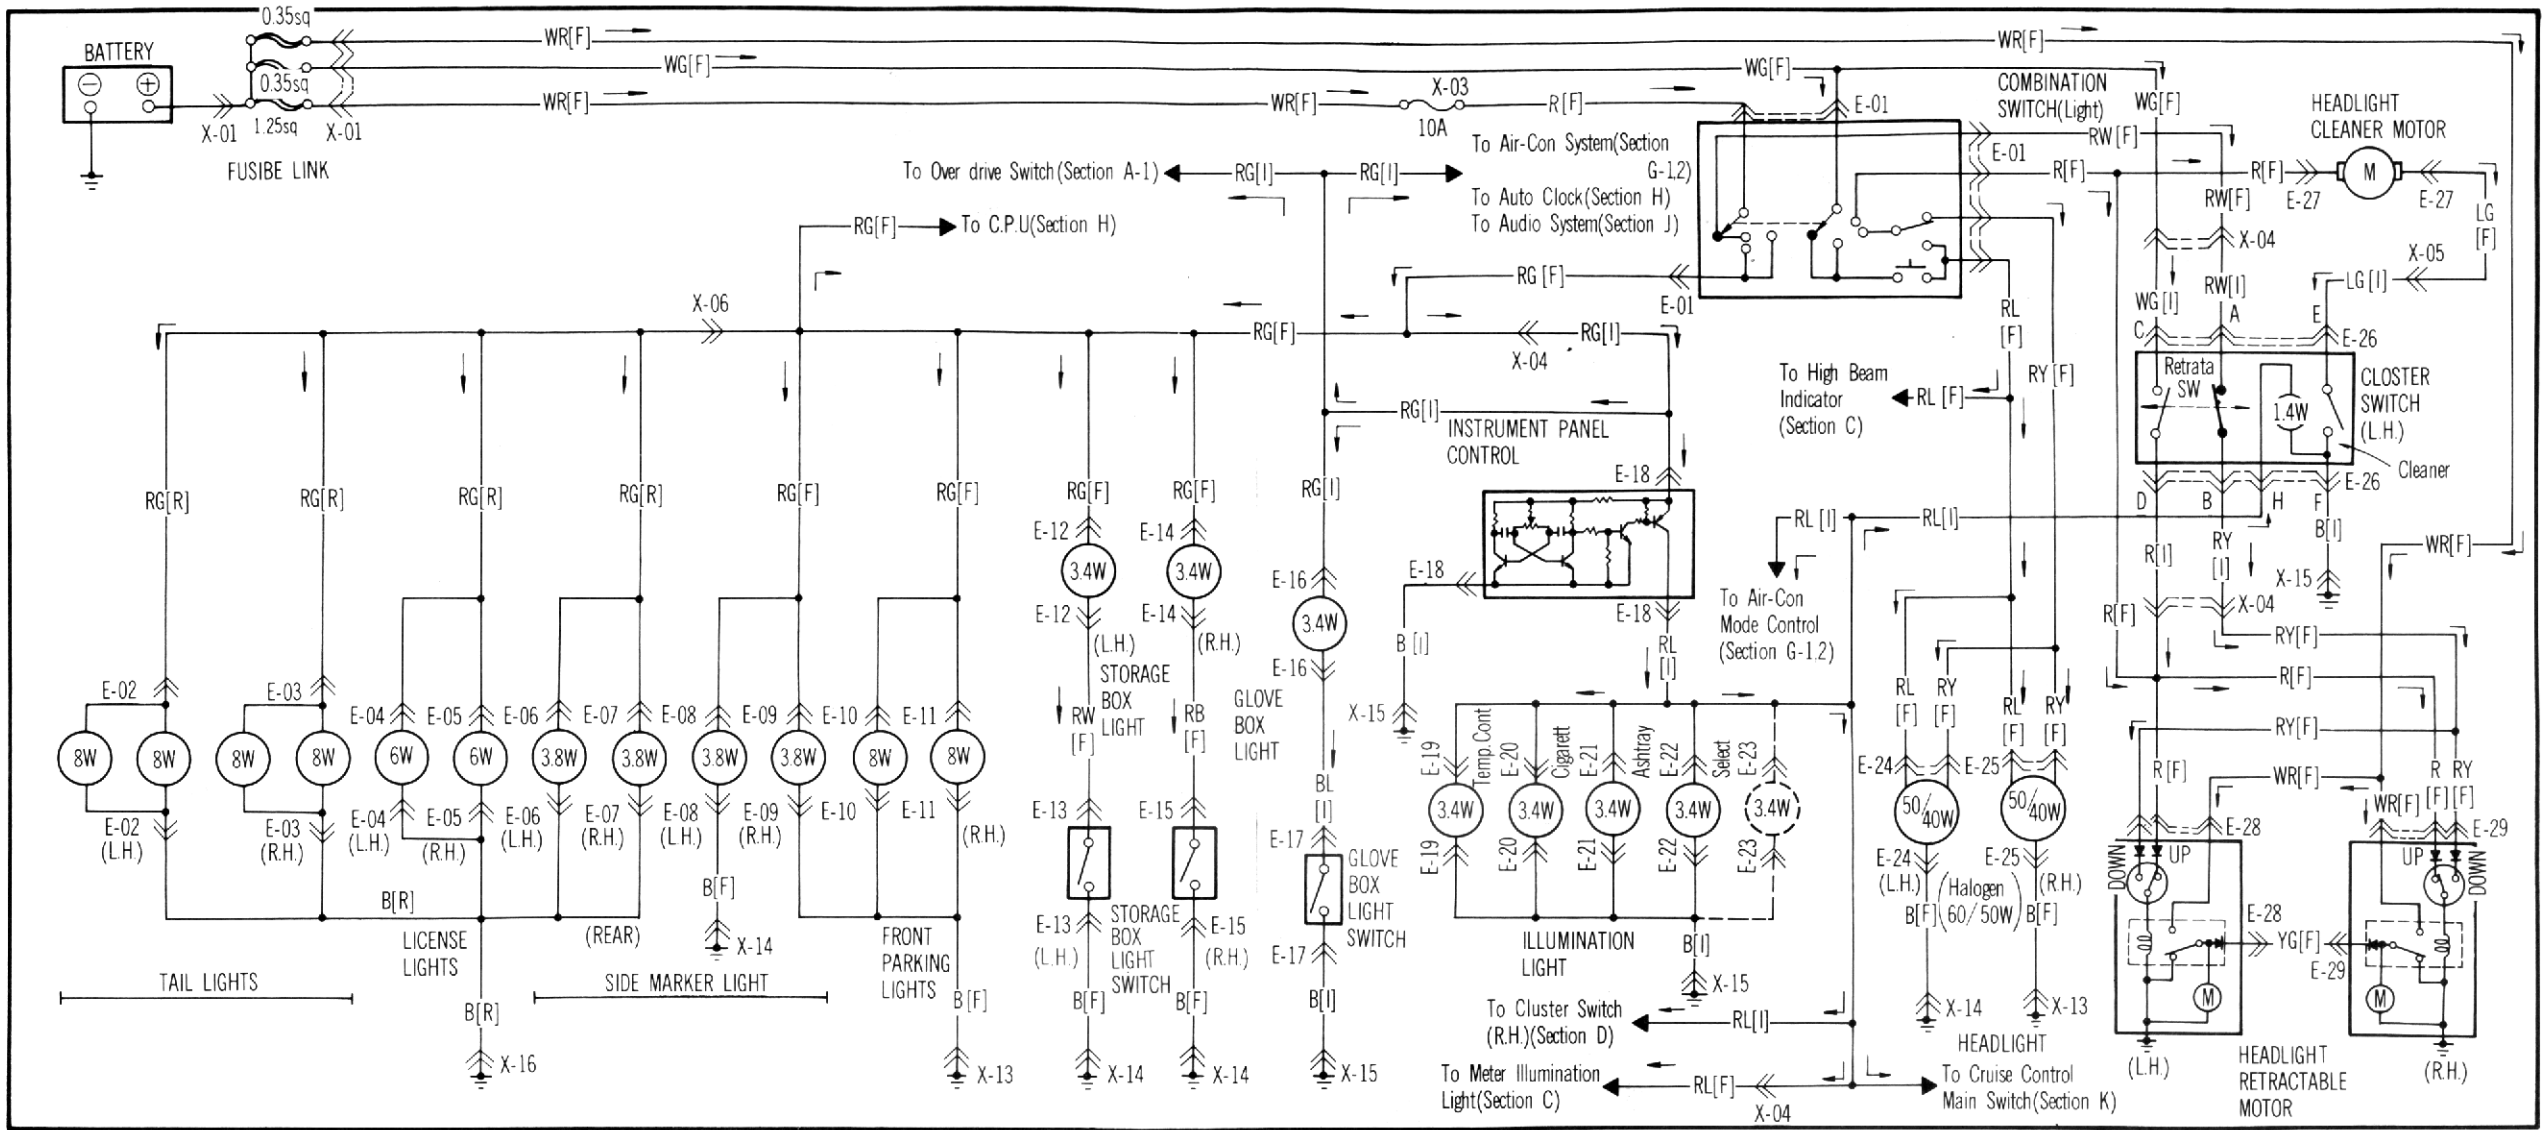 0.35sq
BATTERY
0.35sq
1.25sq
X-01
X-01
FUSIBE LINK
WR[F]
WG[F]
WR[F]
WR[F]
WG[F]
WR[F]
X-03
10A
R[F]
E-01
COMBINATION
SWITCH(Light)
WG[F]
HEADLIGHT
CLEANER MOTOR
RW[F]
E-01
R[F]
R[F]
M
E-27
E-27
RW[F]
LG
[F]
X-04
X-05
LG[I]
WG[I]
RW[I]
To Over drive Switch(Section A-1)
RG[I]
RG[I]
To Air-Con System(Section
G-1,2)
To Auto Clock(Section H)
To Audio System(Section J)
RG[F]
To C.P.U(Section H)
RG[F]
E-01
X-06
RG[F]
X-04
RG[I]
RL
[F]
RY[F]
C
A
E
E-26
Retrata
SW
1.4W
CLOSTER
SWITCH
(L.H.)
Cleaner
E-26
D
B
H
F
To High Beam
Indicator
(Section C)
RL[F]
RG[I]
INSTRUMENT PANEL
CONTROL
E-18
RG[R]
RG[R]
RG[R]
RG[R]
RG[F]
RG[F]
RG[F]
RG[F]
RG[I]
E-12
3.4W
E-12
(L.H.)
STORAGE
BOX
LIGHT
E-14
3.4W
E-14
(R.H.)
E-16
3.4W
E-16
GLOVE
BOX
LIGHT
E-18
E-18
B[I]
X-15
RL
[I]
RL[I]
RL[I]
To Air-Con
Mode Control
(Section G-1.2)
R[I]
RY
[I]
B[I]
X-15
WR[F]
R[F]
X-04
RY[F]
R[F]
RY[F]
WR[F]
R[F]
WR[F]
R
[F]
RY
[F]
RL
[F]
RY
[F]
RL
[F]
RY
[F]
E-02
E-03
E-04
E-05
E-06
E-07
E-08
E-09
E-10
E-11
8W
8W
8W
8W
6W
6W
3.8W
3.8W
3.8W
3.8W
8W
8W
E-02
(L.H.)
E-03
(R.H.)
E-04
(L.H.)
E-05
(R.H.)
E-06
(L.H.)
E-07
(R.H.)
E-08
(L.H.)
E-09
(R.H.)
E-10
E-11
(R.H.)
RW
[F]
RB
[F]
BL
[I]
E-13
E-15
E-17
E-13
(L.H.)
STORAGE
BOX
LIGHT
SWITCH
E-15
(R.H.)
GLOVE
BOX
LIGHT
SWITCH
E-17
E-19
Temp.Cont
E-20
Cigarett
E-21
Ashtray
E-22
Select
E-23
3.4W
3.4W
3.4W
3.4W
3.4W
E-19
E-20
E-21
E-22
E-23
ILLUMINATION
LIGHT
B[I]
X-15
E-24
E-25
50/
40W
50/
40W
E-24
(L.H.)
E-25
(R.H.)
B[F]
(Halogen
60/50W)
B[F]
E-28
E-29
DOWN
UP
UP
DOWN
E-28
YG[F]
E-29
M
M
B[R]
B[F]
X-14
LICENSE
LIGHTS
(REAR)
FRONT
PARKING
LIGHTS
TAIL LIGHTS
SIDE MARKER LIGHT
B[R]
B[F]
B[F]
B[F]
B[I]
X-16
X-13
X-14
X-14
X-15
To Cluster Switch
(R.H.)(Section D)
RL[I]
To Meter Illumination
Light(Section C)
RL[F]
X-04
To Cruise Control
Main Switch(Section K)
X-14
X-13
HEADLIGHT
(L.H.)
HEADLIGHT
RETRACTABLE
MOTOR
(R.H.)